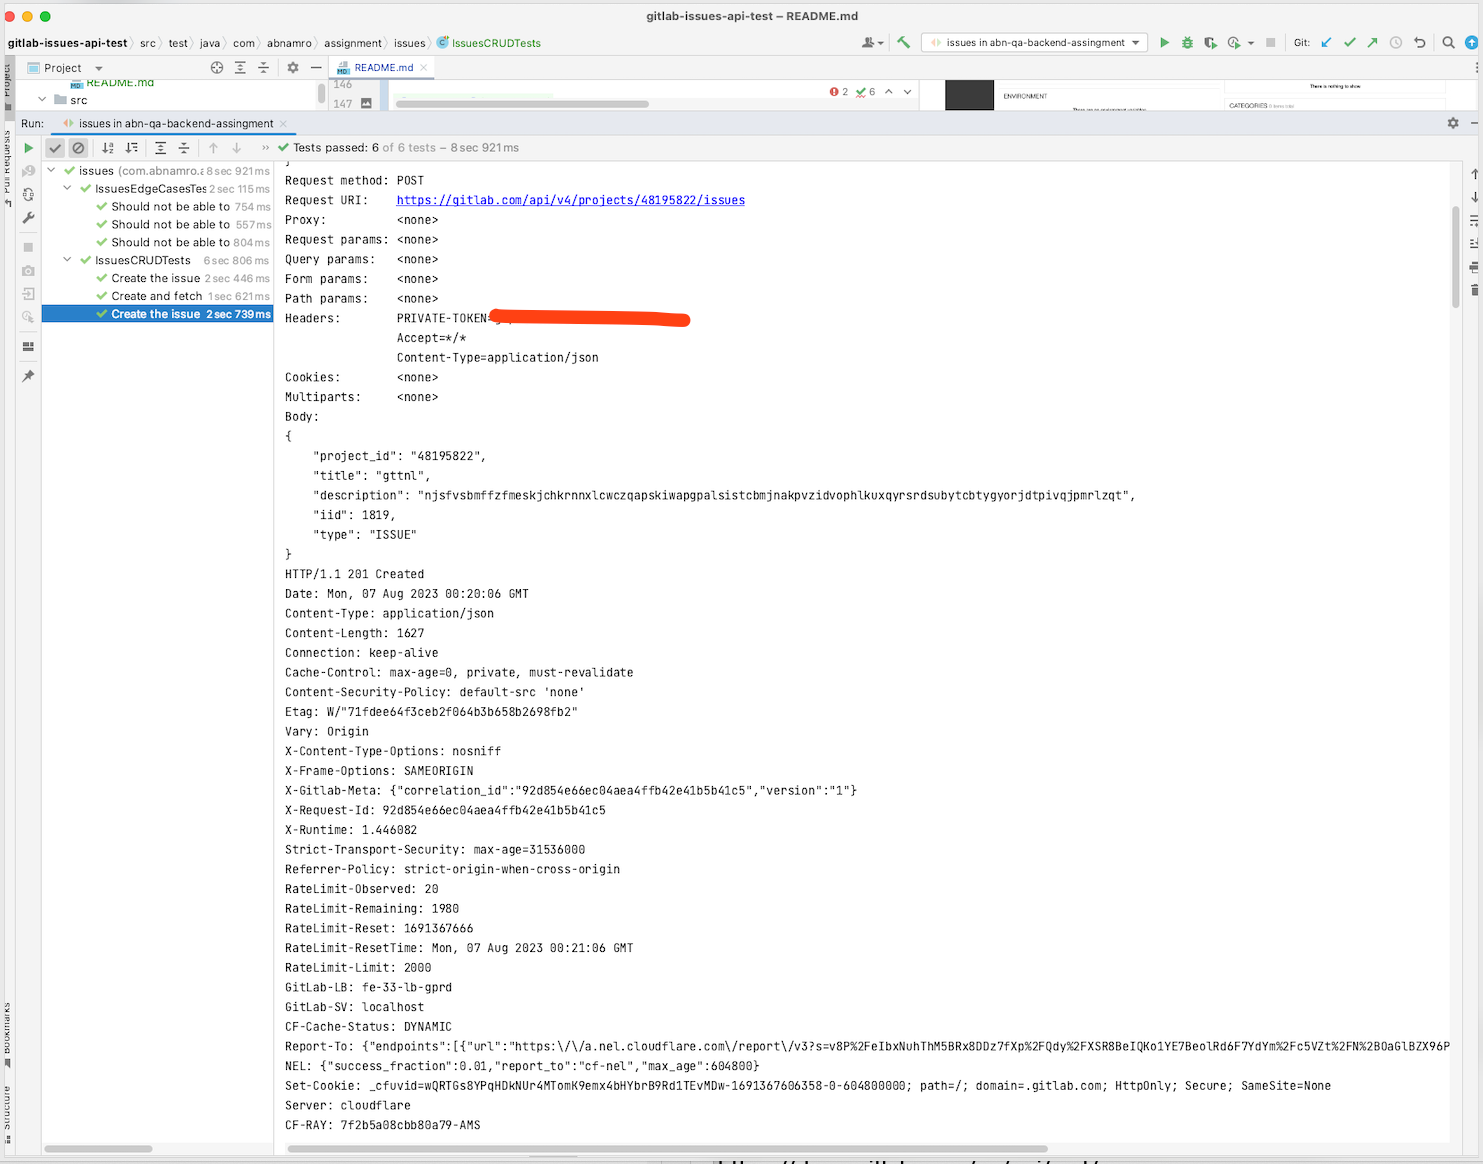 gitlab-issues-api-test – README.md
gitlab-issues-api-test 〉 src 〉 test 〉 java 〉 com 〉 abnamro 〉 assignment 〉 issues 〉 IssuesCRUDTests
issues in abn-qa-backend-assingment
Git:
Project
README.md
README.md
src
146
147
2
6
ENVIRONMENT
There is nothing to show
CATEGORIES
Run:
issues in abn-qa-backend-assingment
Tests passed: 6 of 6 tests – 8 sec 921 ms
issues (com.abnamro.a 8 sec 921 ms
IssuesEdgeCasesTes 2 sec 115 ms
Should not be able to 754 ms
Should not be able to 557 ms
Should not be able to 804 ms
IssuesCRUDTests 6 sec 806 ms
Create the issue 2 sec 446 ms
Create and fetch 1 sec 621 ms
Create the issue 2 sec 739 ms
Pull Requests
Bookmarks
Structure
}
Request method: POST
Request URI: https://gitlab.com/api/v4/projects/48195822/issues
Proxy: <none>
Request params: <none>
Query params: <none>
Form params: <none>
Path params: <none>
Headers: PRIVATE-TOKEN=
Accept=*/*
Content-Type=application/json
Cookies: <none>
Multiparts: <none>
Body:
{
"project_id": "48195822",
"title": "gttnl",
"description": "njsfvsbmffzfmeskjchkrnnxlcwczqapskiwapgpalsistcbmjnakpvzidvophlkuxqyrsrdsubytcbtygyorjdtpivqjpmrlzqt",
"iid": 1819,
"type": "ISSUE"
}
HTTP/1.1 201 Created
Date: Mon, 07 Aug 2023 00:20:06 GMT
Content-Type: application/json
Content-Length: 1627
Connection: keep-alive
Cache-Control: max-age=0, private, must-revalidate
Content-Security-Policy: default-src 'none'
Etag: W/"71fdee64f3ceb2f064b3b658b2698fb2"
Vary: Origin
X-Content-Type-Options: nosniff
X-Frame-Options: SAMEORIGIN
X-Gitlab-Meta: {"correlation_id":"92d854e66ec04aea4ffb42e41b5b41c5","version":"1"}
X-Request-Id: 92d854e66ec04aea4ffb42e41b5b41c5
X-Runtime: 1.446082
Strict-Transport-Security: max-age=31536000
Referrer-Policy: strict-origin-when-cross-origin
RateLimit-Observed: 20
RateLimit-Remaining: 1980
RateLimit-Reset: 1691367666
RateLimit-ResetTime: Mon, 07 Aug 2023 00:21:06 GMT
RateLimit-Limit: 2000
GitLab-LB: fe-33-lb-gprd
GitLab-SV: localhost
CF-Cache-Status: DYNAMIC
Report-To: {"endpoints":[{"url":"https:\/\/a.nel.cloudflare.com\/report\/v3?s=v8P%2FeIbxNuhThM5BRx8DDz7fXp%2FQdy%2FXSR8BeIQKo1YE7BeolRd6F7YdYm%2Fc5VZt%2FN%2BOaGlBZX96P
NEL: {"success_fraction":0.01,"report_to":"cf-nel","max_age":604800}
Set-Cookie: _cfuvid=wQRTGs8YPqHDkNUr4MTomK9emx4bHYbrB9Rd1TEvMDw-1691367606358-0-604800000; path=/; domain=.gitlab.com; HttpOnly; Secure; SameSite=None
Server: cloudflare
CF-RAY: 7f2b5a08cbb80a79-AMS